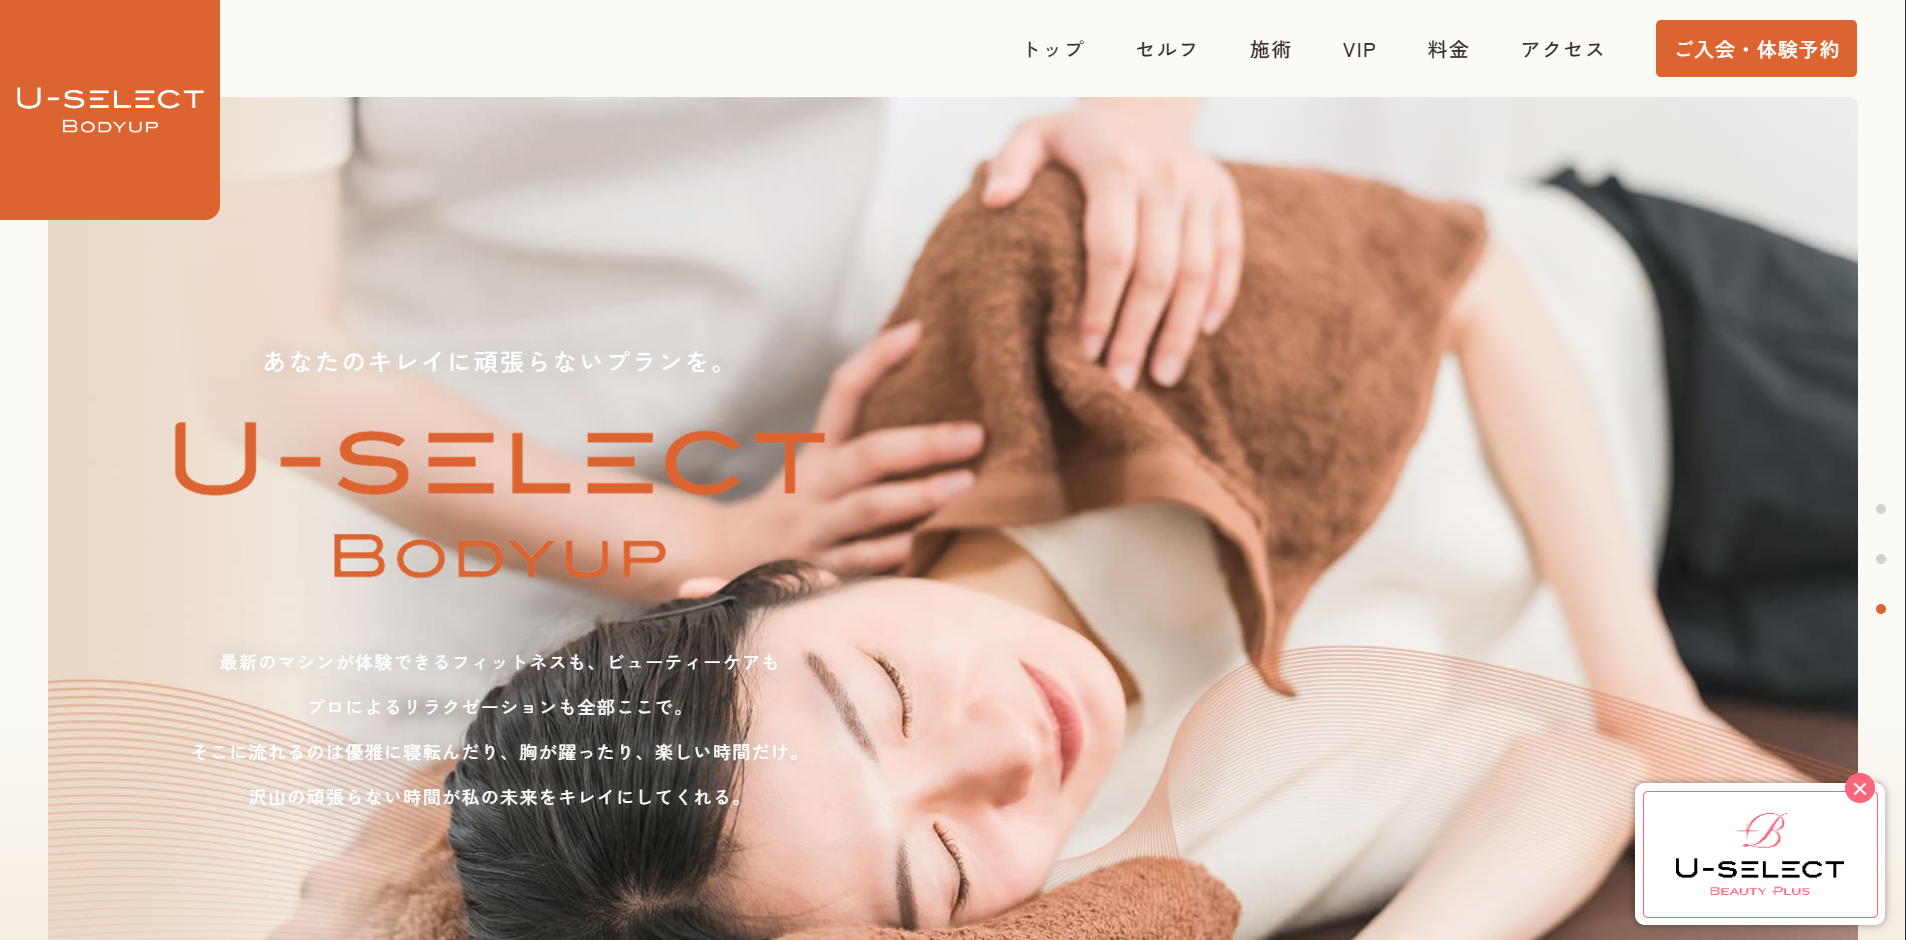 U-SELECT
BODYUP
トップ
セルフ
施術
VIP
料金
アクセス
ご入会・体験予約
あなたのキレイに頑張らないプランを。
U-SELECT
BODYUP
最新のマシンが体験できるフィットネスも、ビューティーケアも
プロによるリラクゼーションも全部ここで。
そこに流れるのは優雅に寝転んだり、胸が躍ったり、楽しい時間だけ。
沢山の頑張らない時間が私の未来をキレイにしてくれる。
B
U-SELECT
BEAUTY PLUS